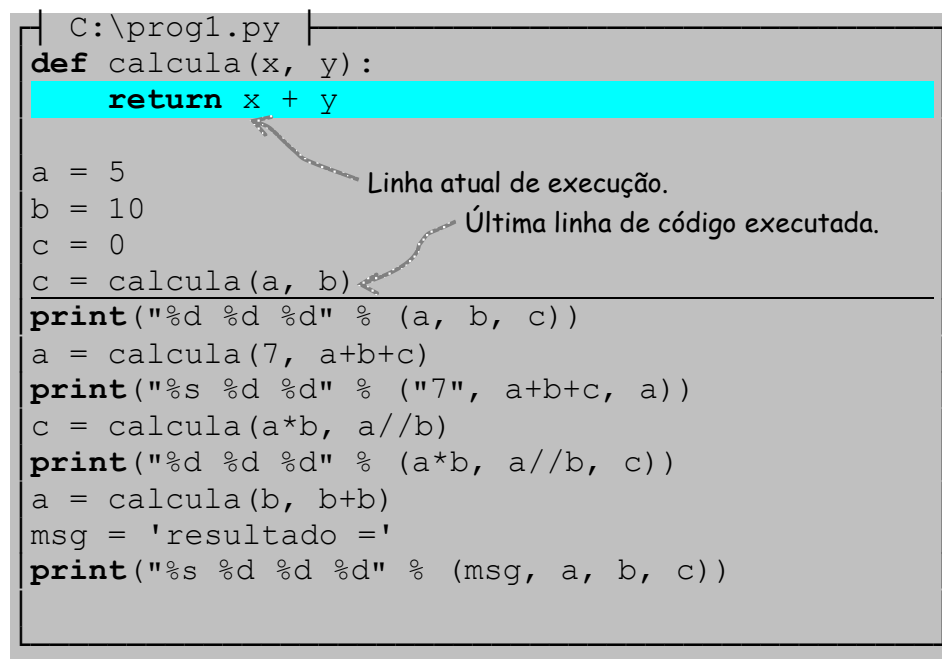 C:\prog1.py
def calcula(x, y):
    return x + y
a = 5
Linha atual de execução.
b = 10
Última linha de código executada.
c = 0
c = calcula(a, b)
print("%d %d %d" % (a, b, c))
a = calcula(7, a+b+c)
print("%s %d %d" % ("7", a+b+c, a))
c = calcula(a*b, a//b)
print("%d %d %d" % (a*b, a//b, c))
a = calcula(b, b+b)
msg = 'resultado ='
print("%s %d %d %d" % (msg, a, b, c))